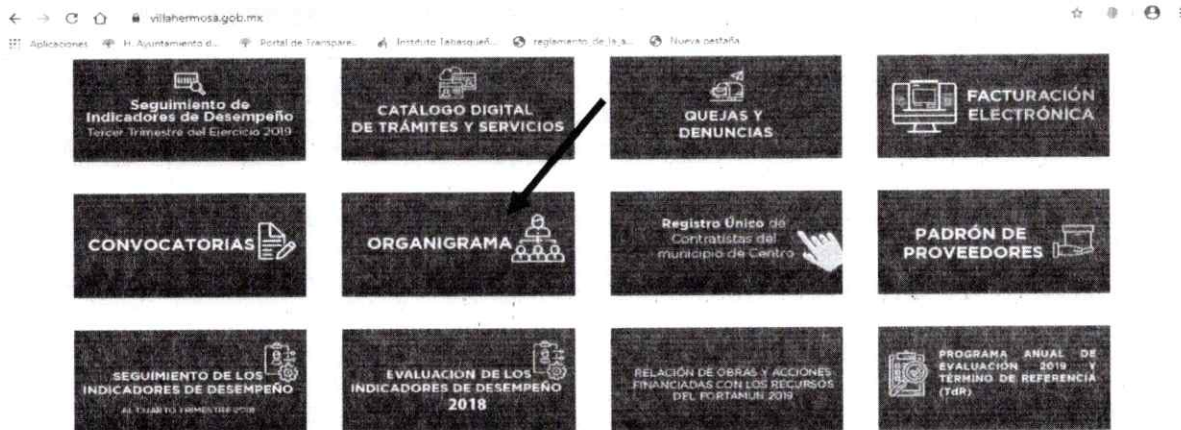 villahermosa.gob.mx
Aplicaciones
H. Ayuntamiento d...
Portal de Transpare...
Instituto Tabasqueñ...
reglamento_de_la_a...
Nueva pestaña
Seguimiento de
Indicadores de Desempeño
Tercer Trimestre del Ejercicio 2019
CATÁLOGO DIGITAL
DE TRÁMITES Y SERVICIOS
QUEJAS Y
DENUNCIAS
FACTURACIÓN
ELECTRÓNICA
CONVOCATORIAS
ORGANIGRAMA
Registro Único de
Contratistas del
municipio de Centro
PADRÓN DE
PROVEEDORES
SEGUIMIENTO DE LOS
INDICADORES DE DESEMPEÑO
AL CUARTO TRIMESTRE 2018
EVALUACIÓN DE LOS
INDICADORES DE DESEMPEÑO
2018
RELACIÓN DE OBRAS Y ACCIONES
FINANCIADAS CON LOS RECURSOS
DEL FORTAMUN 2019
PROGRAMA ANUAL DE
EVALUACIÓN 2019 Y
TÉRMINO DE REFERENCIA
(TdR)